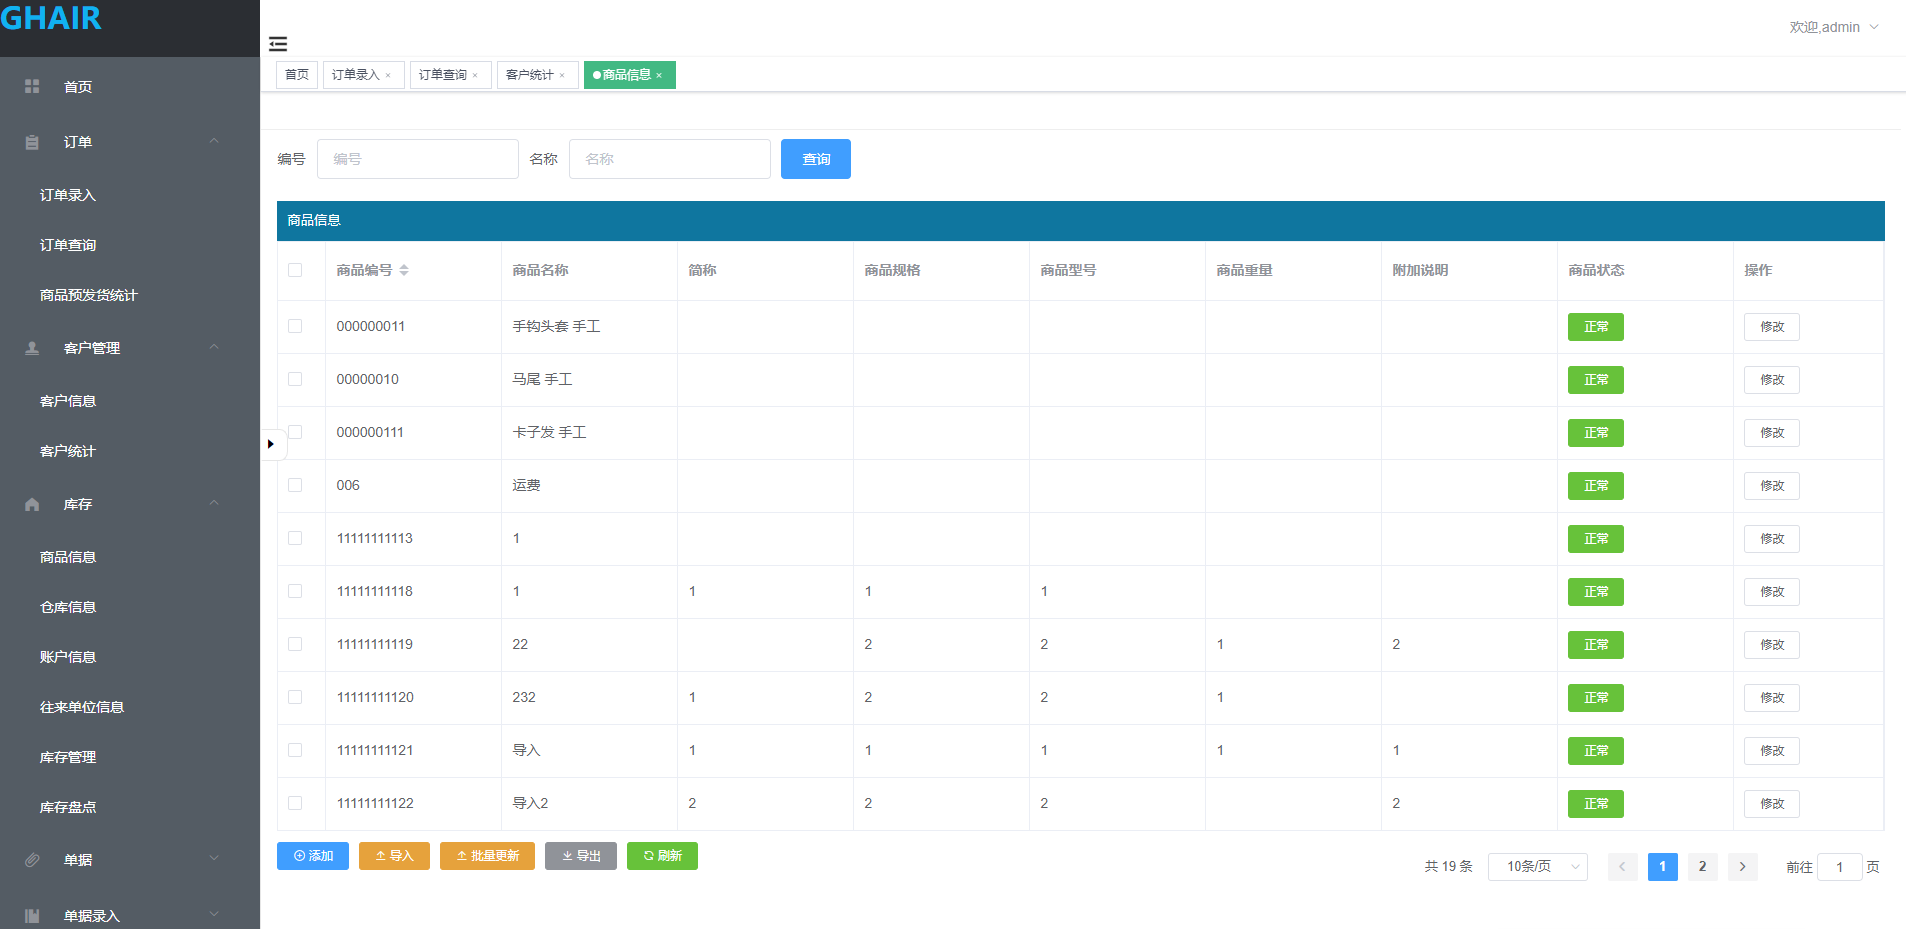 GHAIR
欢迎,admin
首页 订单录入 × 订单查询 × 客户统计 × 商品信息 ×
首页
订单
订单录入
订单查询
商品预发货统计
客户管理
客户信息
客户统计
库存
商品信息
仓库信息
账户信息
往来单位信息
库存管理
库存盘点
单据
单据录入
编号 编号 名称 名称 查询
商品信息
商品编号 商品名称 简称 商品规格 商品型号 商品重量 附加说明 商品状态 操作
000000011 手钩头套 手工 正常 修改
00000010 马尾 手工 正常 修改
000000111 卡子发 手工 正常 修改
006 运费 正常 修改
11111111113 1 正常 修改
11111111118 1 1 1 1 正常 修改
11111111119 22 2 2 1 2 正常 修改
11111111120 232 1 2 2 1 正常 修改
11111111121 导入 1 1 1 1 1 正常 修改
11111111122 导入2 2 2 2 2 正常 修改
添加 导入 批量更新 导出 刷新
共 19 条 10条/页 1 2 前往 1 页